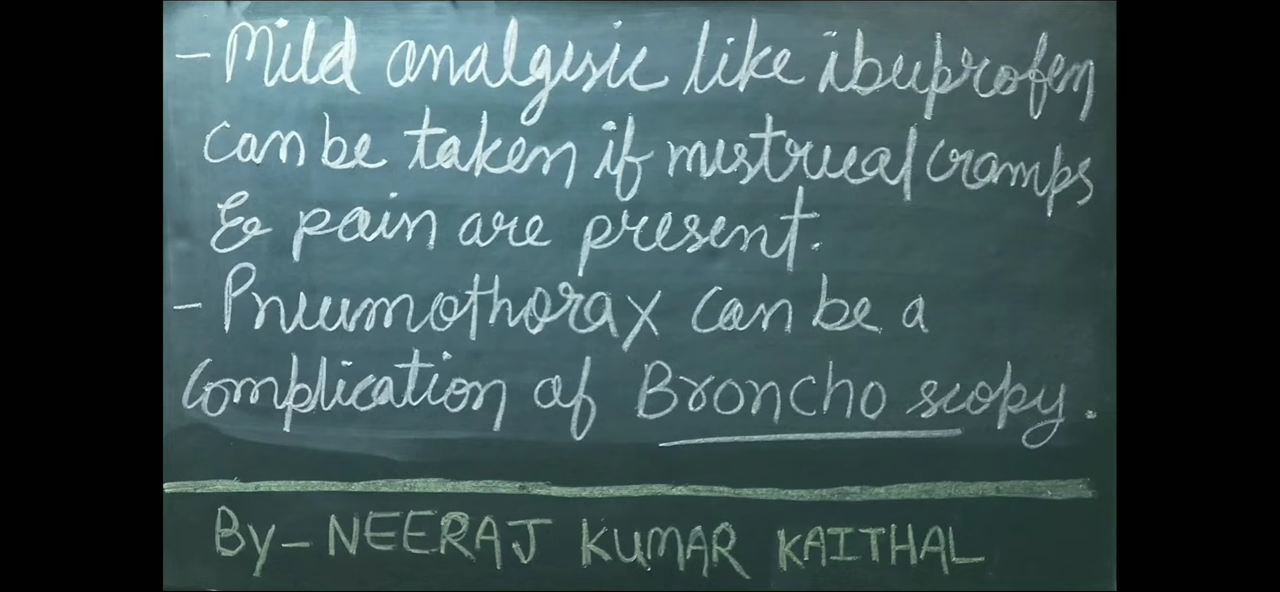 - Mild analgesic like ibuprofen
can be taken if mestrual cramps
& pain are present.
- Pneumothorax can be a
complication of Broncho scopy.
By - NEERAJ KUMAR KAITHAL